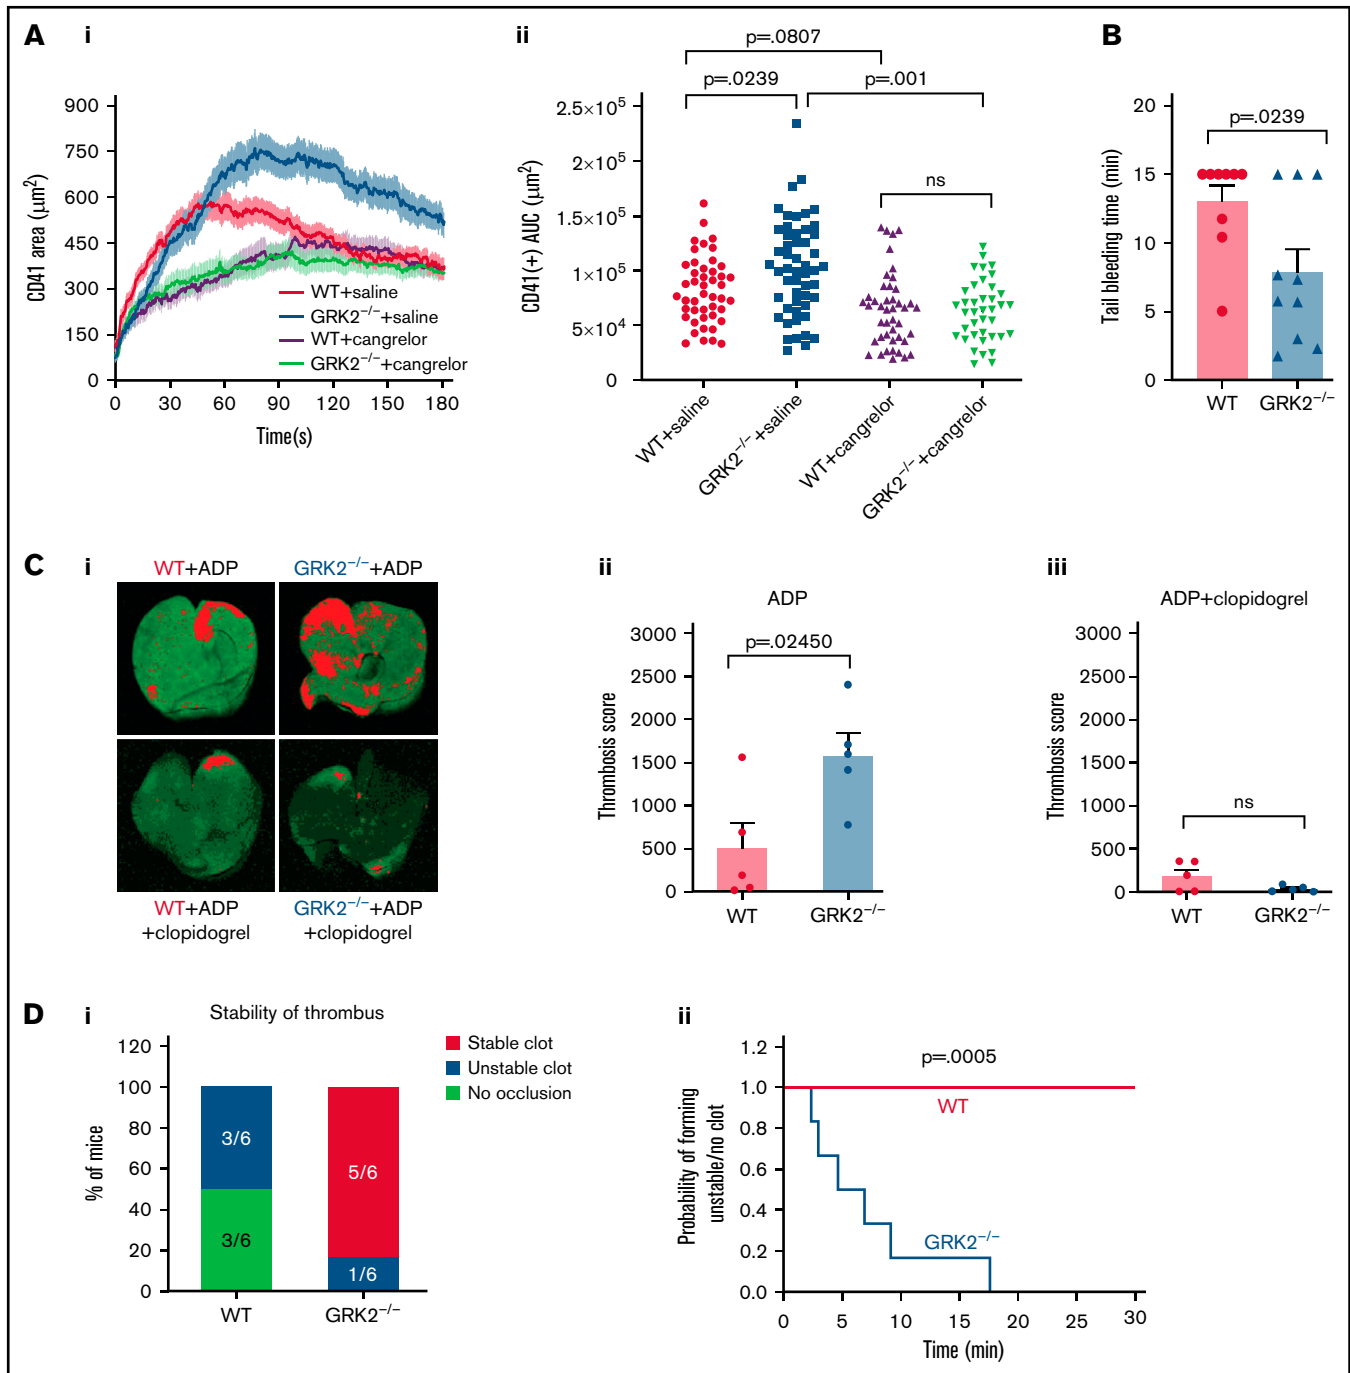 A
i
CD41 area (μm²)
900
750
600
450
300
150
0
0 30 60 90 120 150 180
Time(s)
WT+saline
GRK2⁻/⁻+saline
WT+cangrelor
GRK2⁻/⁻+cangrelor
ii
p=.0807
p=.0239
p=.001
ns
CD41(+) AUC (μm²)
2.5×10⁵
2×10⁵
1.5×10⁵
1×10⁵
5×10⁴
0
WT+saline
GRK2⁻/⁻+saline
WT+cangrelor
GRK2⁻/⁻+cangrelor
B
p=.0239
Tail bleeding time (min)
20
15
10
5
0
WT GRK2⁻/⁻
C
i
WT+ADP
GRK2⁻/⁻+ADP
WT+ADP
+clopidogrel
GRK2⁻/⁻+ADP
+clopidogrel
ii
ADP
p=.02450
Thrombosis score
3000
2500
2000
1500
1000
500
0
WT GRK2⁻/⁻
iii
ADP+clopidogrel
ns
Thrombosis score
3000
2500
2000
1500
1000
500
0
WT GRK2⁻/⁻
D
i
Stability of thrombus
% of mice
120
100
80
60
40
20
0
3/6
3/6
5/6
1/6
WT GRK2⁻/⁻
Stable clot
Unstable clot
No occlusion
ii
p=.0005
Probability of forming
unstable/no clot
1.2
1.0
0.8
0.6
0.4
0.2
0.0
WT
GRK2⁻/⁻
0 5 10 15 20 25 30
Time (min)